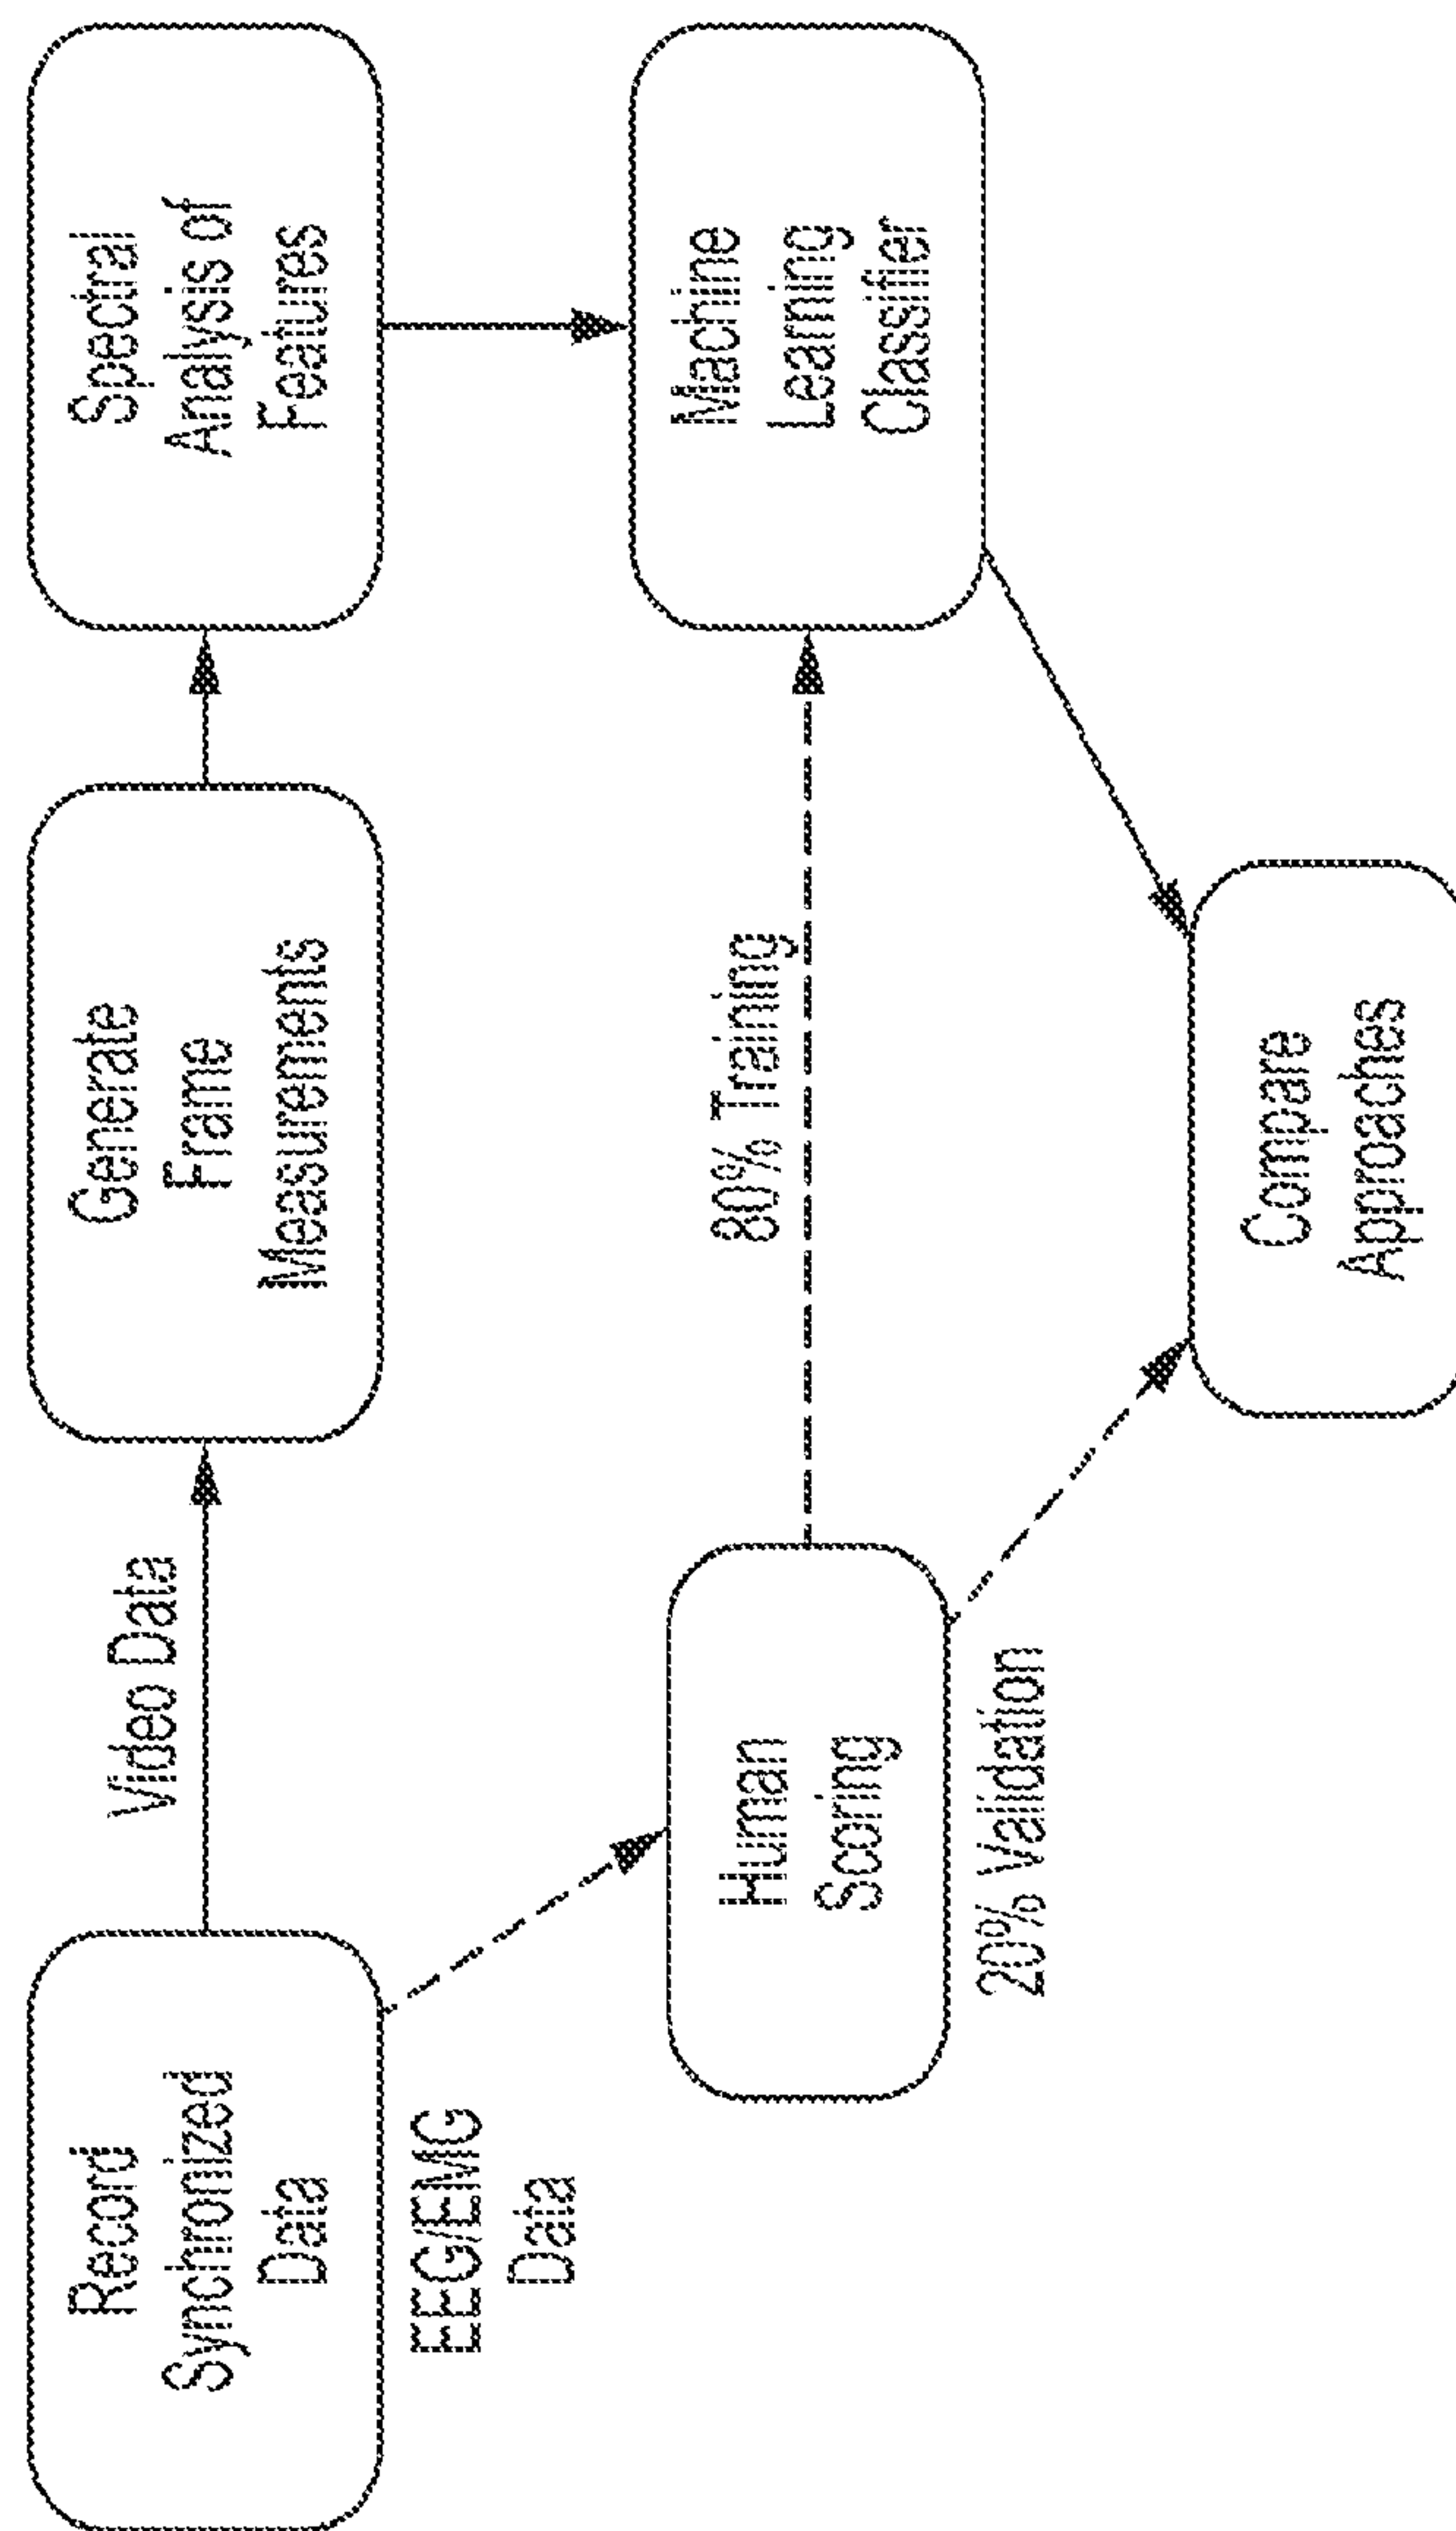 Record
Synchronized
Data
Video Data
Generate
Frame
Measurements
Spectral
Analysis of
Features
EEG/EMG
Data
Human
Scoring
80% Training
Machine
Learning
Classifier
20% Validation
Compare
Approaches